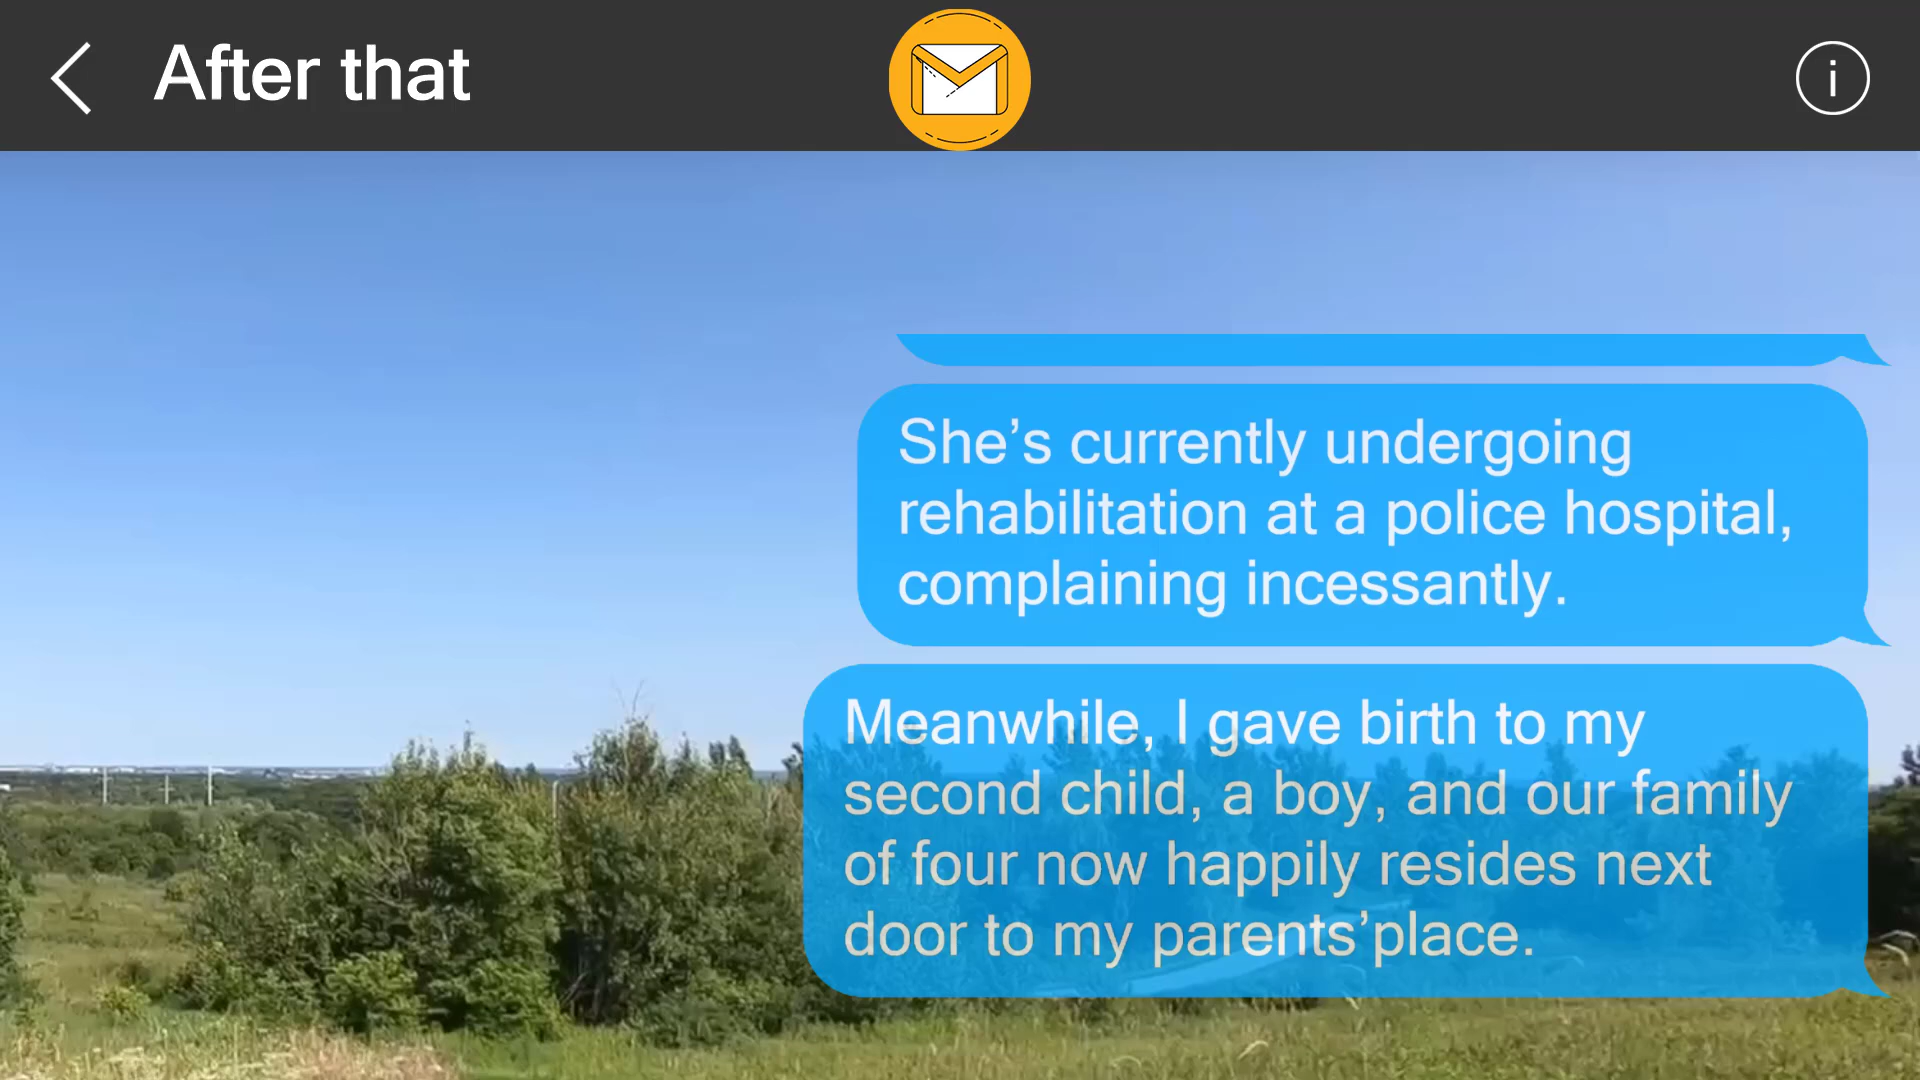 After that
i
She’s currently undergoing
rehabilitation at a police hospital,
complaining incessantly.
Meanwhile, I gave birth to my
second child, a boy, and our family
of four now happily resides next
door to my parents’place.